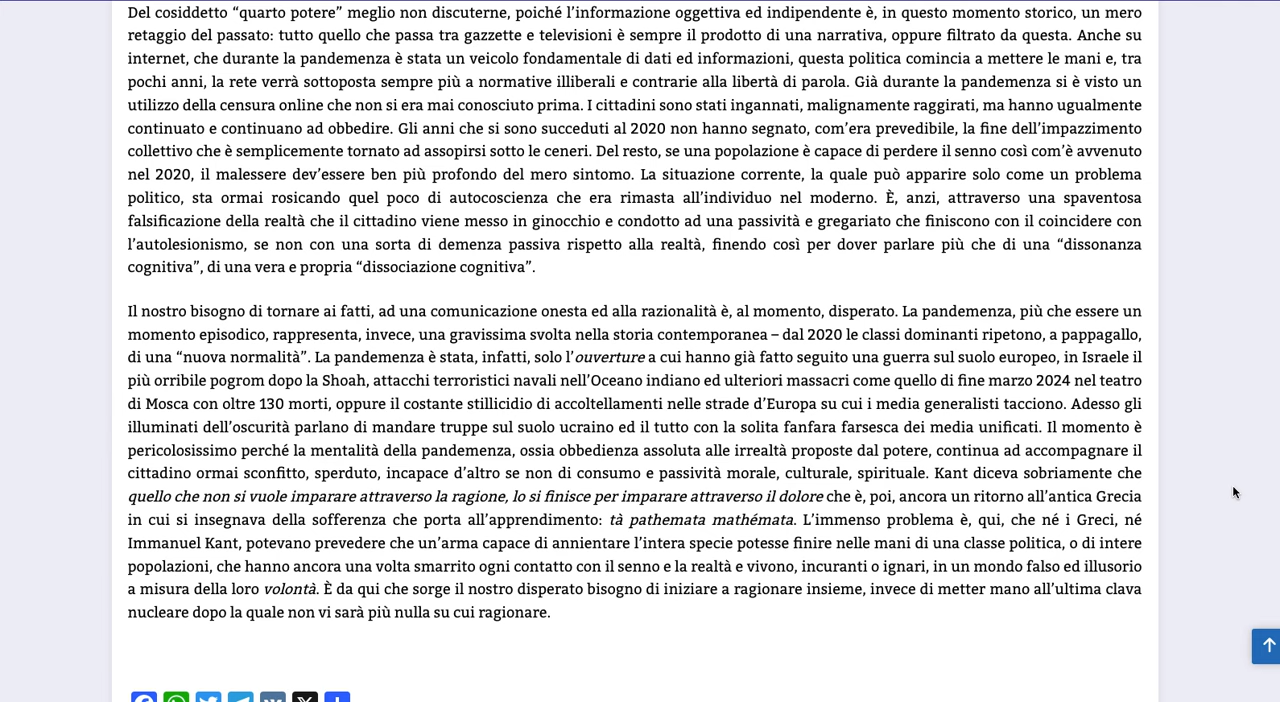 Del cosiddetto “quarto potere” meglio non discuterne, poiché l’informazione oggettiva ed indipendente è, in questo momento storico, un mero
retaggio del passato: tutto quello che passa tra gazzette e televisioni è sempre il prodotto di una narrativa, oppure filtrato da questa. Anche su
internet, che durante la pandemenza è stata un veicolo fondamentale di dati ed informazioni, questa politica comincia a mettere le mani e, tra
pochi anni, la rete verrà sottoposta sempre più a normative illiberali e contrarie alla libertà di parola. Già durante la pandemenza si è visto un
utilizzo della censura online che non si era mai conosciuto prima. I cittadini sono stati ingannati, malignamente raggirati, ma hanno ugualmente
continuato e continuano ad obbedire. Gli anni che si sono succeduti al 2020 non hanno segnato, com’era prevedibile, la fine dell’impazzimento
collettivo che è semplicemente tornato ad assopirsi sotto le ceneri. Del resto, se una popolazione è capace di perdere il senno così com’è avvenuto
nel 2020, il malessere dev’essere ben più profondo del mero sintomo. La situazione corrente, la quale può apparire solo come un problema
politico, sta ormai rosicando quel poco di autocoscienza che era rimasta all’individuo nel moderno. È, anzi, attraverso una spaventosa
falsificazione della realtà che il cittadino viene messo in ginocchio e condotto ad una passività e gregariato che finiscono con il coincidere con
l’autolesionismo, se non con una sorta di demenza passiva rispetto alla realtà, finendo così per dover parlare più che di una “dissonanza
cognitiva”, di una vera e propria “dissociazione cognitiva”.
Il nostro bisogno di tornare ai fatti, ad una comunicazione onesta ed alla razionalità è, al momento, disperato. La pandemenza, più che essere un
momento episodico, rappresenta, invece, una gravissima svolta nella storia contemporanea – dal 2020 le classi dominanti ripetono, a pappagallo,
di una “nuova normalità”. La pandemenza è stata, infatti, solo l’ouverture a cui hanno già fatto seguito una guerra sul suolo europeo, in Israele il
più orribile pogrom dopo la Shoah, attacchi terroristici navali nell’Oceano indiano ed ulteriori massacri come quello di fine marzo 2024 nel teatro
di Mosca con oltre 130 morti, oppure il costante stillicidio di accoltellamenti nelle strade d’Europa su cui i media generalisti tacciono. Adesso gli
illuminati dell’oscurità parlano di mandare truppe sul suolo ucraino ed il tutto con la solita fanfara farsesca dei media unificati. Il momento è
pericolosissimo perché la mentalità della pandemenza, ossia obbedienza assoluta alle irrealtà proposte dal potere, continua ad accompagnare il
cittadino ormai sconfitto, sperduto, incapace d’altro se non di consumo e passività morale, culturale, spirituale. Kant diceva sobriamente che
quello che non si vuole imparare attraverso la ragione, lo si finisce per imparare attraverso il dolore che è, poi, ancora un ritorno all’antica Grecia
in cui si insegnava della sofferenza che porta all’apprendimento: tà pathemata mathémata. L’immenso problema è, qui, che né i Greci, né
Immanuel Kant, potevano prevedere che un’arma capace di annientare l’intera specie potesse finire nelle mani di una classe politica, o di intere
popolazioni, che hanno ancora una volta smarrito ogni contatto con il senno e la realtà e vivono, incuranti o ignari, in un mondo falso ed illusorio
a misura della loro volontà. È da qui che sorge il nostro disperato bisogno di iniziare a ragionare insieme, invece di metter mano all’ultima clava
nucleare dopo la quale non vi sarà più nulla su cui ragionare.